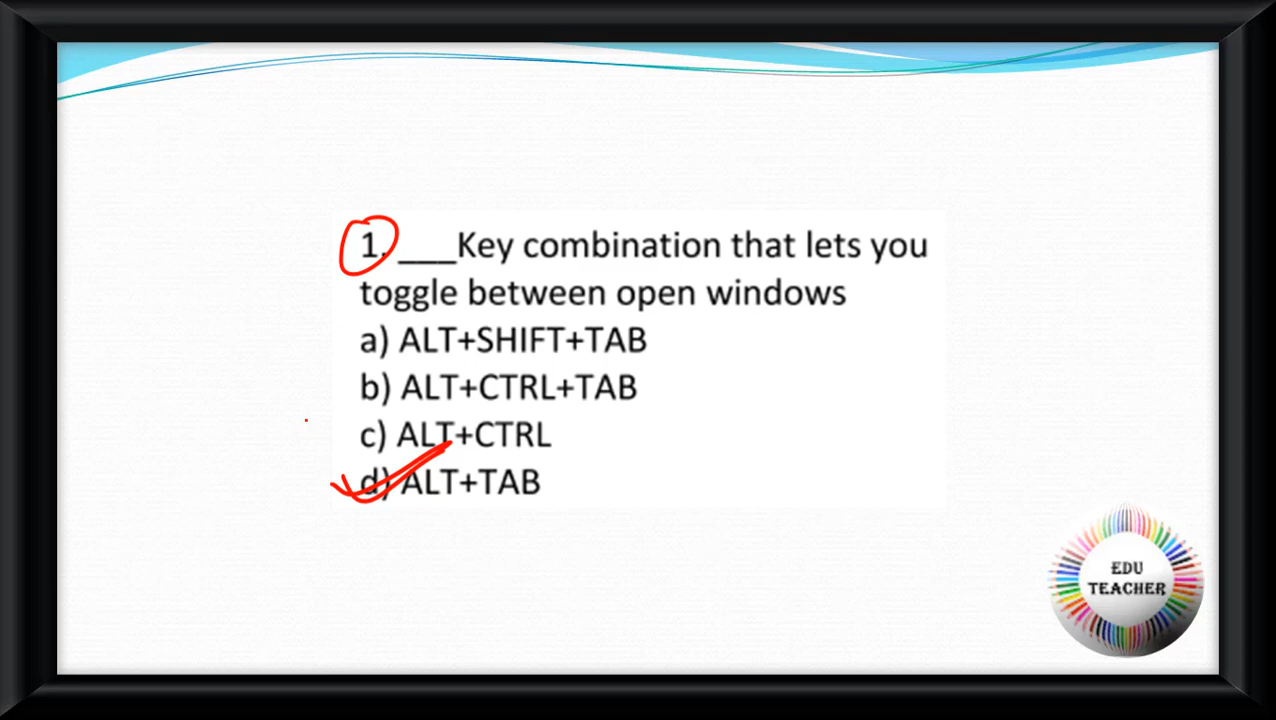 1. ___Key combination that lets you
toggle between open windows
a) ALT+SHIFT+TAB
b) ALT+CTRL+TAB
c) ALT+CTRL
d) ALT+TAB
EDU
TEACHER